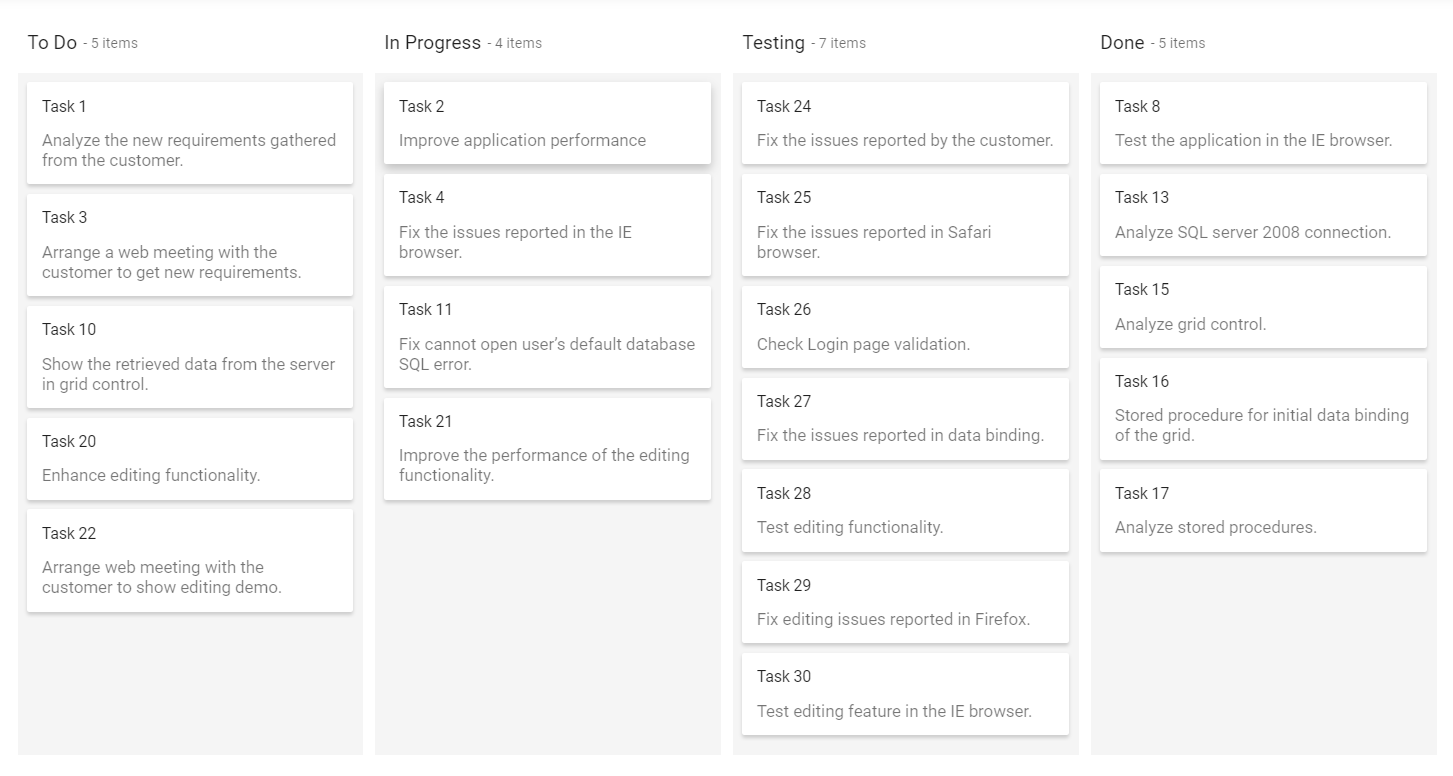 To Do - 5 items
Task 1
Analyze the new requirements gathered
from the customer.
Task 3
Arrange a web meeting with the
customer to get new requirements.
Task 10
Show the retrieved data from the server
in grid control.
Task 20
Enhance editing functionality.
Task 22
Arrange web meeting with the
customer to show editing demo.
In Progress - 4 items
Task 2
Improve application performance
Task 4
Fix the issues reported in the IE
browser.
Task 11
Fix cannot open user’s default database
SQL error.
Task 21
Improve the performance of the editing
functionality.
Testing - 7 items
Task 24
Fix the issues reported by the customer.
Task 25
Fix the issues reported in Safari
browser.
Task 26
Check Login page validation.
Task 27
Fix the issues reported in data binding.
Task 28
Test editing functionality.
Task 29
Fix editing issues reported in Firefox.
Task 30
Test editing feature in the IE browser.
Done - 5 items
Task 8
Test the application in the IE browser.
Task 13
Analyze SQL server 2008 connection.
Task 15
Analyze grid control.
Task 16
Stored procedure for initial data binding
of the grid.
Task 17
Analyze stored procedures.